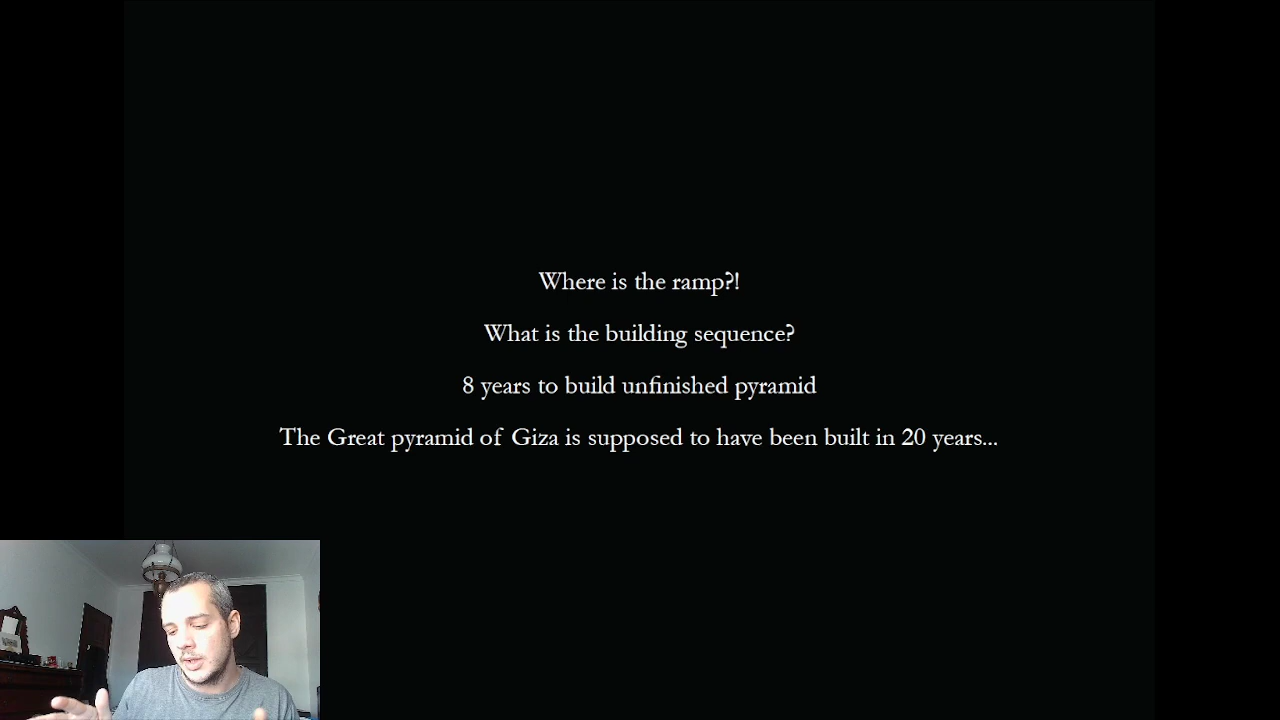 Where is the ramp?!
What is the building sequence?
8 years to build unfinished pyramid
The Great pyramid of Giza is supposed to have been built in 20 years...